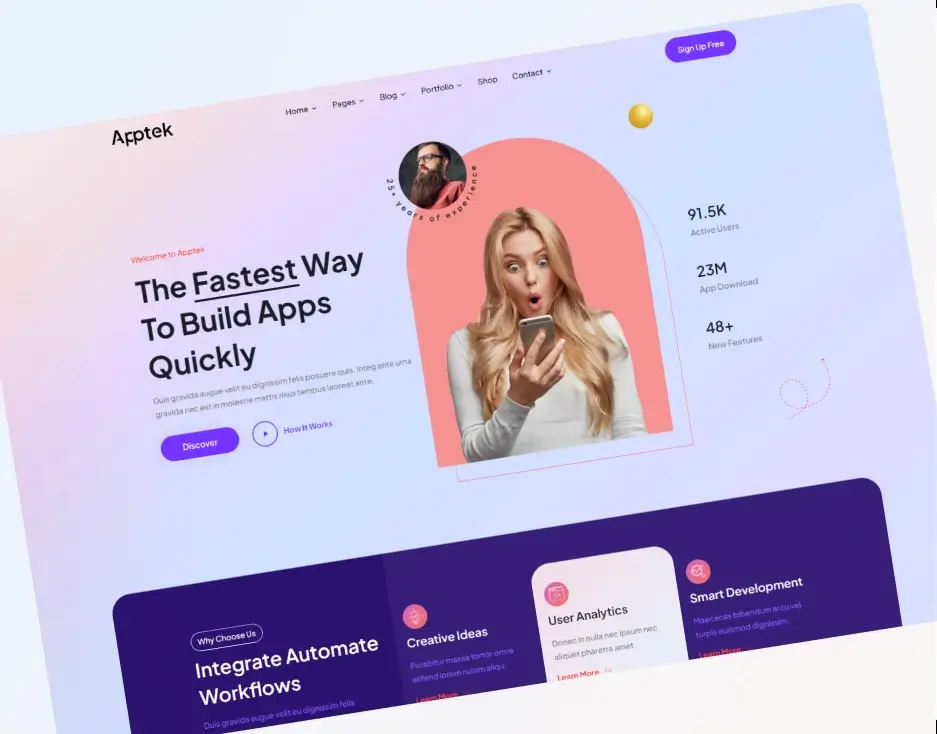 Apptek
Home
Pages
Blog
Portfolio
Shop
Contact
Sign Up Free
25+ years of experience
Welcome to Apptek
The Fastest Way
To Build Apps
Quickly
Duis gravida augue velit eu dignissim felis posuere quis. Integ ante urna
gravida nec est in molestie mattis risus tempus laoreet ante.
Discover
How It Works
91.5K
Active Users
23M
App Download
48+
New Features
Why Choose Us
Integrate Automate
Workflows
Duis gravida augue velit eu dignissim felis
Creative Ideas
Purabitur massa tortor ornre
elifend lorem nulam aliqu.
Learn More
User Analytics
Donec in nulla nec ipsum nec
aliquet pharetra amet.
Learn More
Smart Development
Maecenas bibendum arcu vel
turpis euismod dignissim.
Learn More